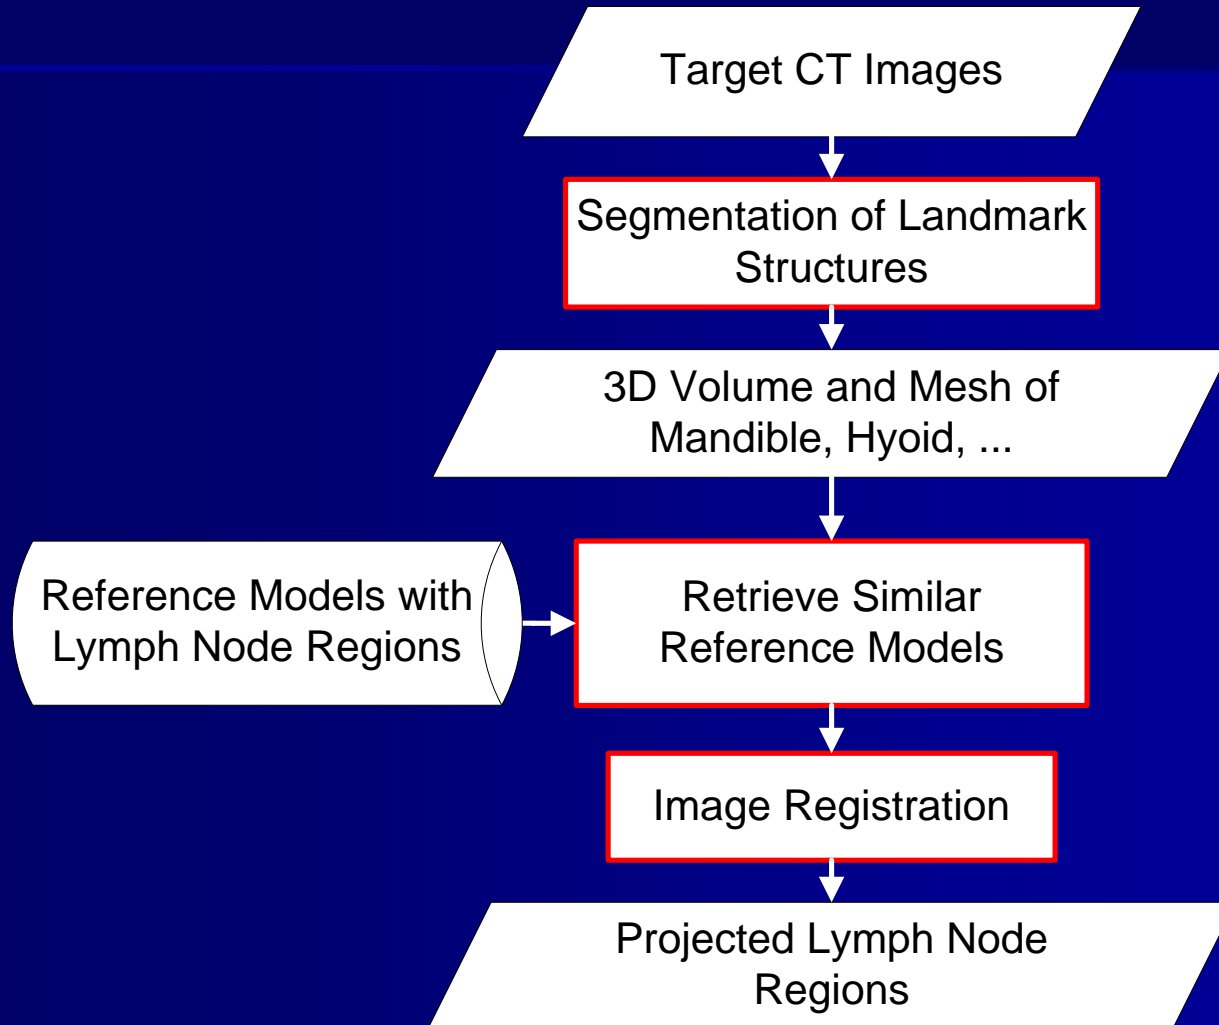 Target CT Images
Segmentation of Landmark
Structures
3D Volume and Mesh of
Mandible, Hyoid, ...
Reference Models with
Lymph Node Regions
Retrieve Similar
Reference Models
Image Registration
Projected Lymph Node
Regions